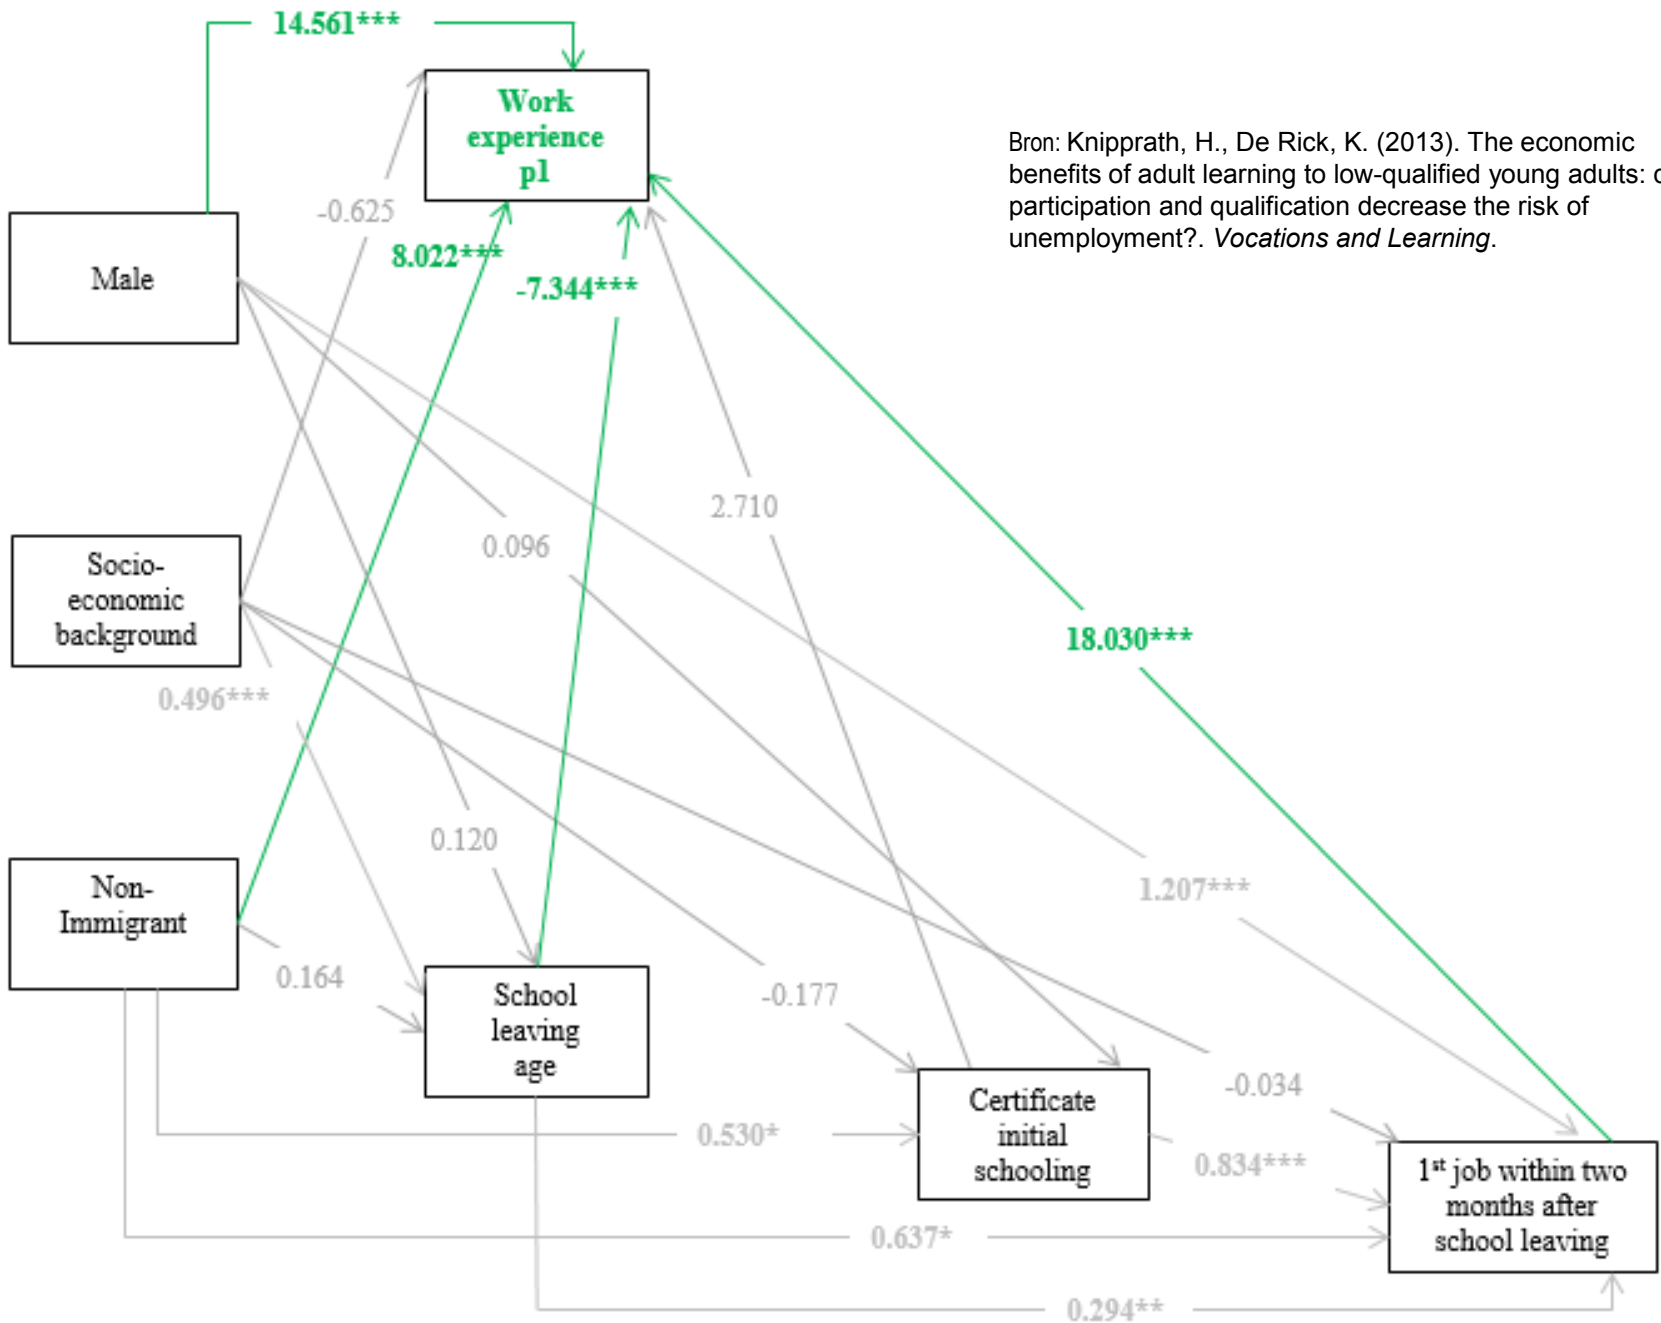 14.561***
Work
experience
p1
Bron: Knipprath, H., De Rick, K. (2013). The economic
benefits of adult learning to low-qualified young adults:
participation and qualification decrease the risk of
unemployment?. Vocations and Learning.
-0.625
Male
8.022***
-7.344***
2.710
0.096
Socio-
economic
background
18.030***
0.496***
0.120
Non-
Immigrant
1.207***
0.164
-0.177
School
leaving
age
-0.034
Certificate
initial
schooling
0.530*
0.834***
1st job within two
months after
school leaving
0.637*
0.294**